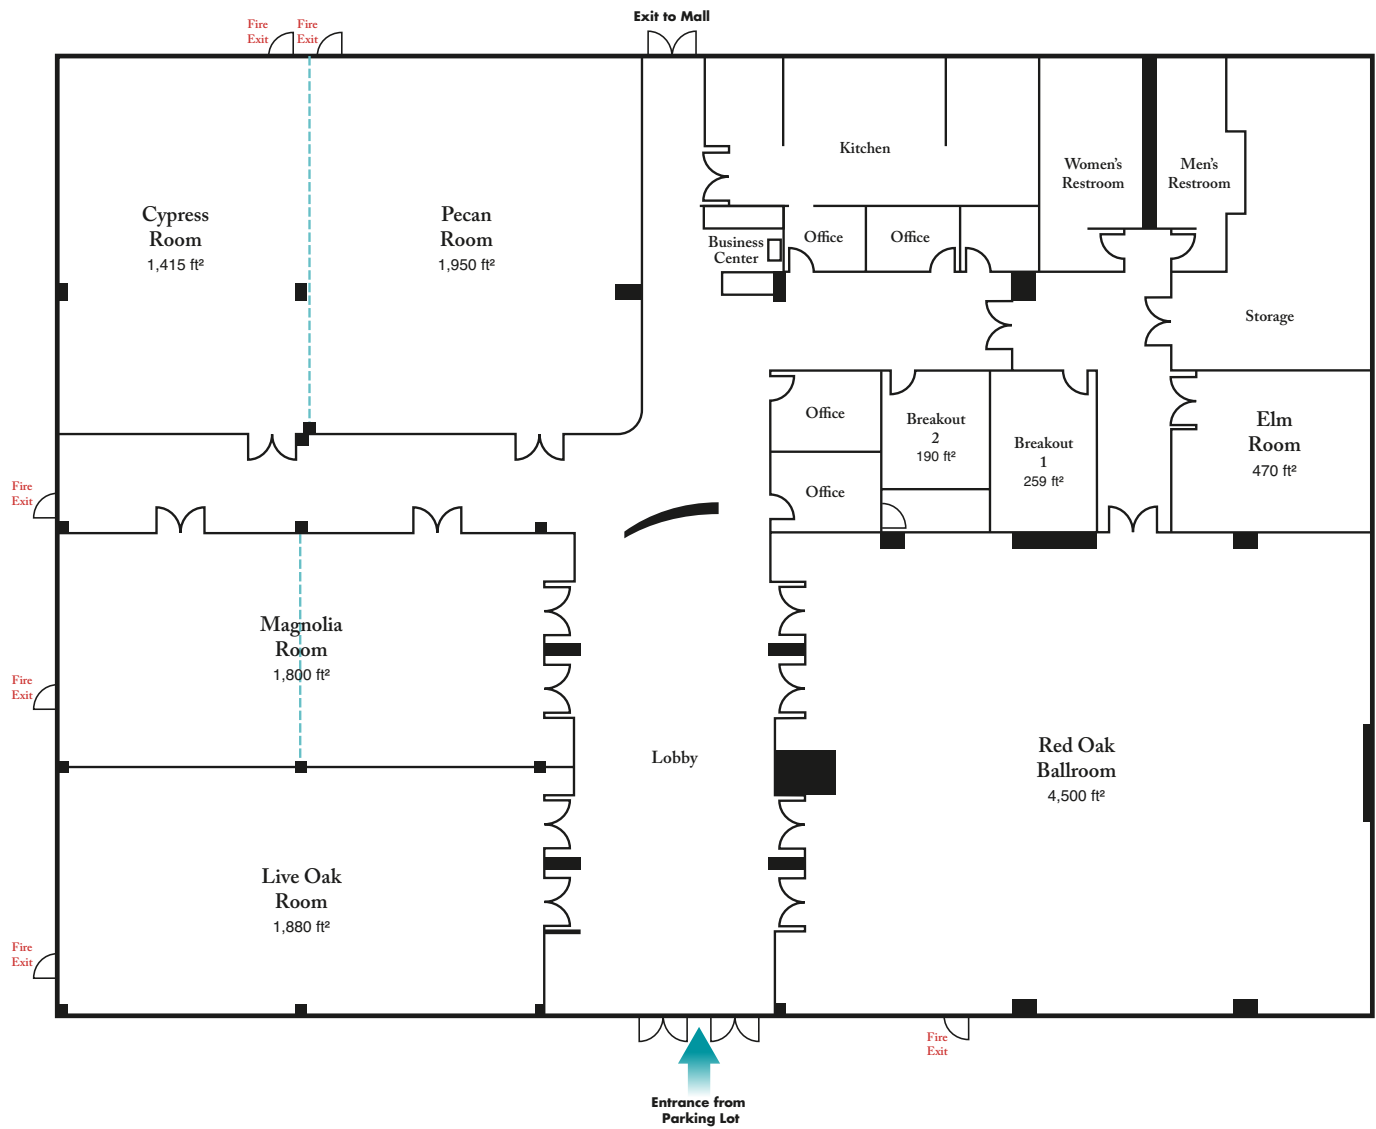 Exit to Mall
Fire
Exit
Fire
Exit
Kitchen
Women's
Restroom
Men's
Restroom
Cypress
Room
1,415 ft²
Pecan
Room
1,950 ft²
Business
Center
Office
Office
Storage
Office
Breakout
2
190 ft²
Breakout
1
259 ft²
Elm
Room
470 ft²
Fire
Exit
Office
Magnolia
Room
1,800 ft²
Fire
Exit
Lobby
Red Oak
Ballroom
4,500 ft²
Live Oak
Room
1,880 ft²
Fire
Exit
Fire
Exit
Entrance from
Parking Lot